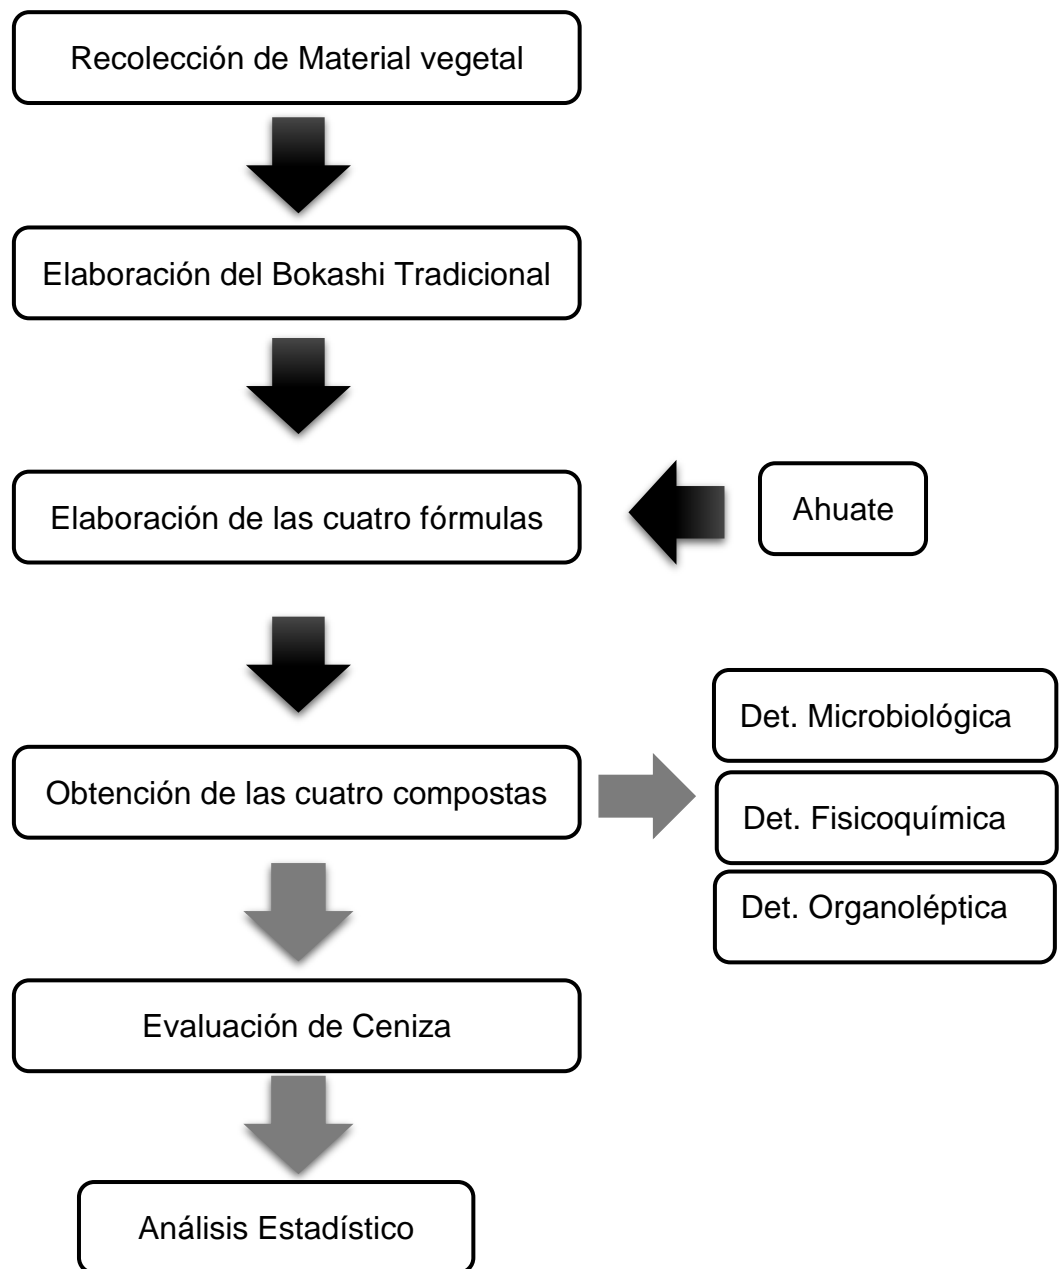 Recolección de Material vegetal
Elaboración del Bokashi Tradicional
Elaboración de las cuatro fórmulas
Ahuate
Obtención de las cuatro compostas
Det. Microbiológica
Det. Fisicoquímica
Det. Organoléptica
Evaluación de Ceniza
Análisis Estadístico